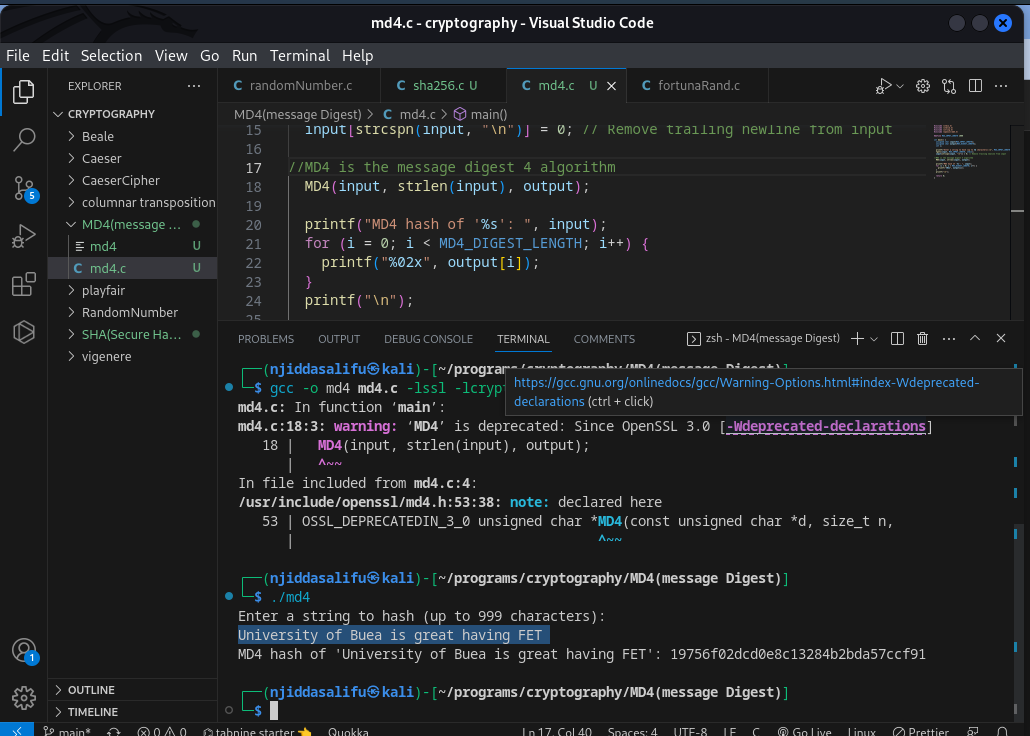 md4.c - cryptography - Visual Studio Code
File Edit Selection View Go Run Terminal Help
EXPLORER
CRYPTOGRAPHY
Beale
Caeser
CaeserCipher
columnar transposition
MD4(message ...
md4 U
C md4.c U
playfair
RandomNumber
SHA(Secure Ha...
vigenere
OUTLINE
TIMELINE
5
1
C randomNumber.c
C sha256.c U
C md4.c U
C fortunaRand.c
MD4(message Digest) > C md4.c > main()
15 input[strcspn(input, "\n")] = 0; // Remove trailing newline from input
16
17 //MD4 is the message digest 4 algorithm
18 MD4(input, strlen(input), output);
19
20 printf("MD4 hash of '%s': ", input);
21 for (i = 0; i < MD4_DIGEST_LENGTH; i++) {
22 printf("%02x", output[i]);
23 }
24 printf("\n");
25
PROBLEMS OUTPUT DEBUG CONSOLE TERMINAL COMMENTS
zsh - MD4(message Digest)
┌──(njiddasalifu㉿kali)-[~/programs/cryptography/MD4(message Digest)]
└─$ gcc -o md4 md4.c -lssl -lcryp
https://gcc.gnu.org/onlinedocs/gcc/Warning-Options.html#index-Wdeprecated-
declarations (ctrl + click)
md4.c: In function ‘main’:
md4.c:18:3: warning: ‘MD4’ is deprecated: Since OpenSSL 3.0 [-Wdeprecated-declarations]
18 | MD4(input, strlen(input), output);
| ^~~
In file included from md4.c:4:
/usr/include/openssl/md4.h:53:38: note: declared here
53 | OSSL_DEPRECATEDIN_3_0 unsigned char *MD4(const unsigned char *d, size_t n,
| ^~~
┌──(njiddasalifu㉿kali)-[~/programs/cryptography/MD4(message Digest)]
└─$ ./md4
Enter a string to hash (up to 999 characters):
University of Buea is great having FET
MD4 hash of 'University of Buea is great having FET': 19756f02dcd0e8c13284b2bda57ccf91
┌──(njiddasalifu㉿kali)-[~/programs/cryptography/MD4(message Digest)]
└─$
main* 0 0 tabnine starter Quokka Ln 17, Col 40 Spaces: 4 UTF-8 LF C Go Live Linux Prettier